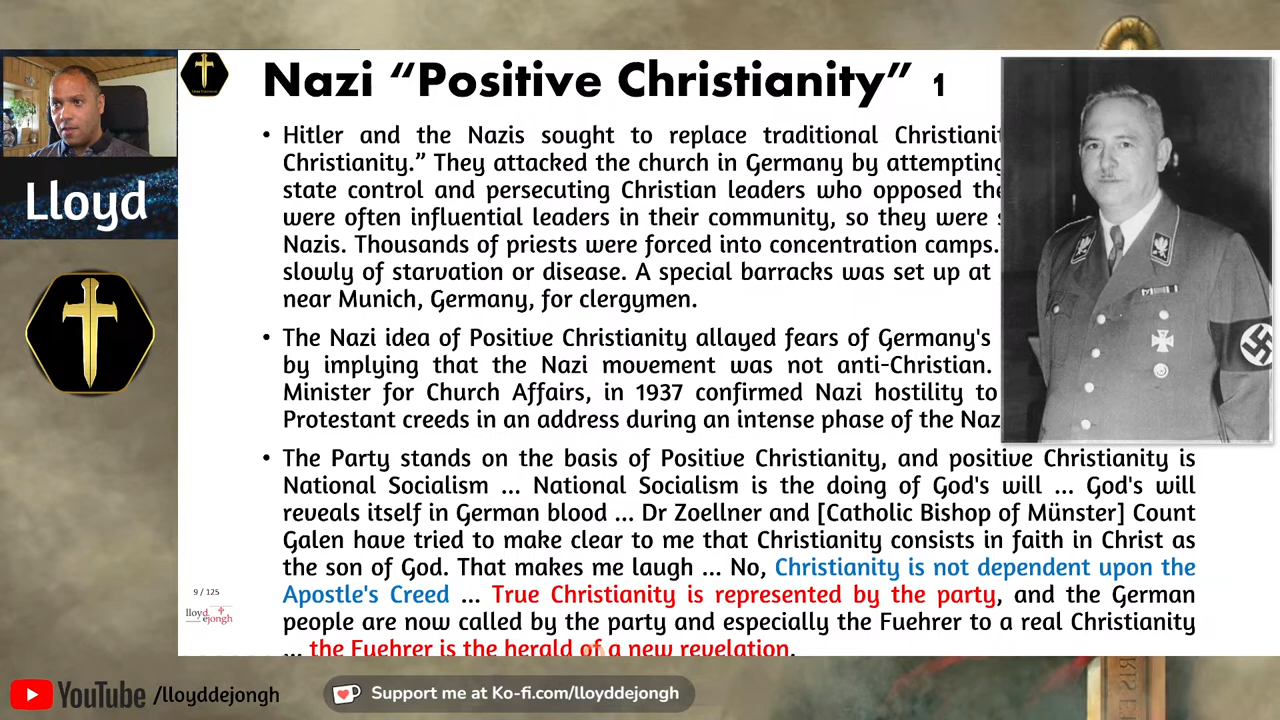 Nazi “Positive Christianity” 1
• Hitler and the Nazis sought to replace traditional
Christianity.” They attacked the church in Germany by attempting
state control and persecuting Christian leaders who opposed
were often influential leaders in their community, so they were
Nazis. Thousands of priests were forced into concentration camps.
slowly of starvation or disease. A special barracks was set up at
near Munich, Germany, for clergymen.
• The Nazi idea of Positive Christianity allayed fears of Germany's
by implying that the Nazi movement was not anti-Christian.
Minister for Church Affairs, in 1937 confirmed Nazi hostility to
Protestant creeds in an address during an intense phase of the
• The Party stands on the basis of Positive Christianity, and positive Christianity is
National Socialism ... National Socialism is the doing of God's will ... God's will
reveals itself in German blood ... Dr Zoellner and [Catholic Bishop of Münster] Count
Galen have tried to make clear to me that Christianity consists in faith in Christ as
the son of God. That makes me laugh ... No, Christianity is not dependent upon the
Apostle's Creed ... True Christianity is represented by the party, and the German
people are now called by the party and especially the Fuehrer to a real Christianity
... the Fuehrer is the herald of a new revelation.
Lloyd
9 / 125
lloyd
dejongh
YouTube /lloyddejongh
Support me at Ko-fi.com/lloyddejongh